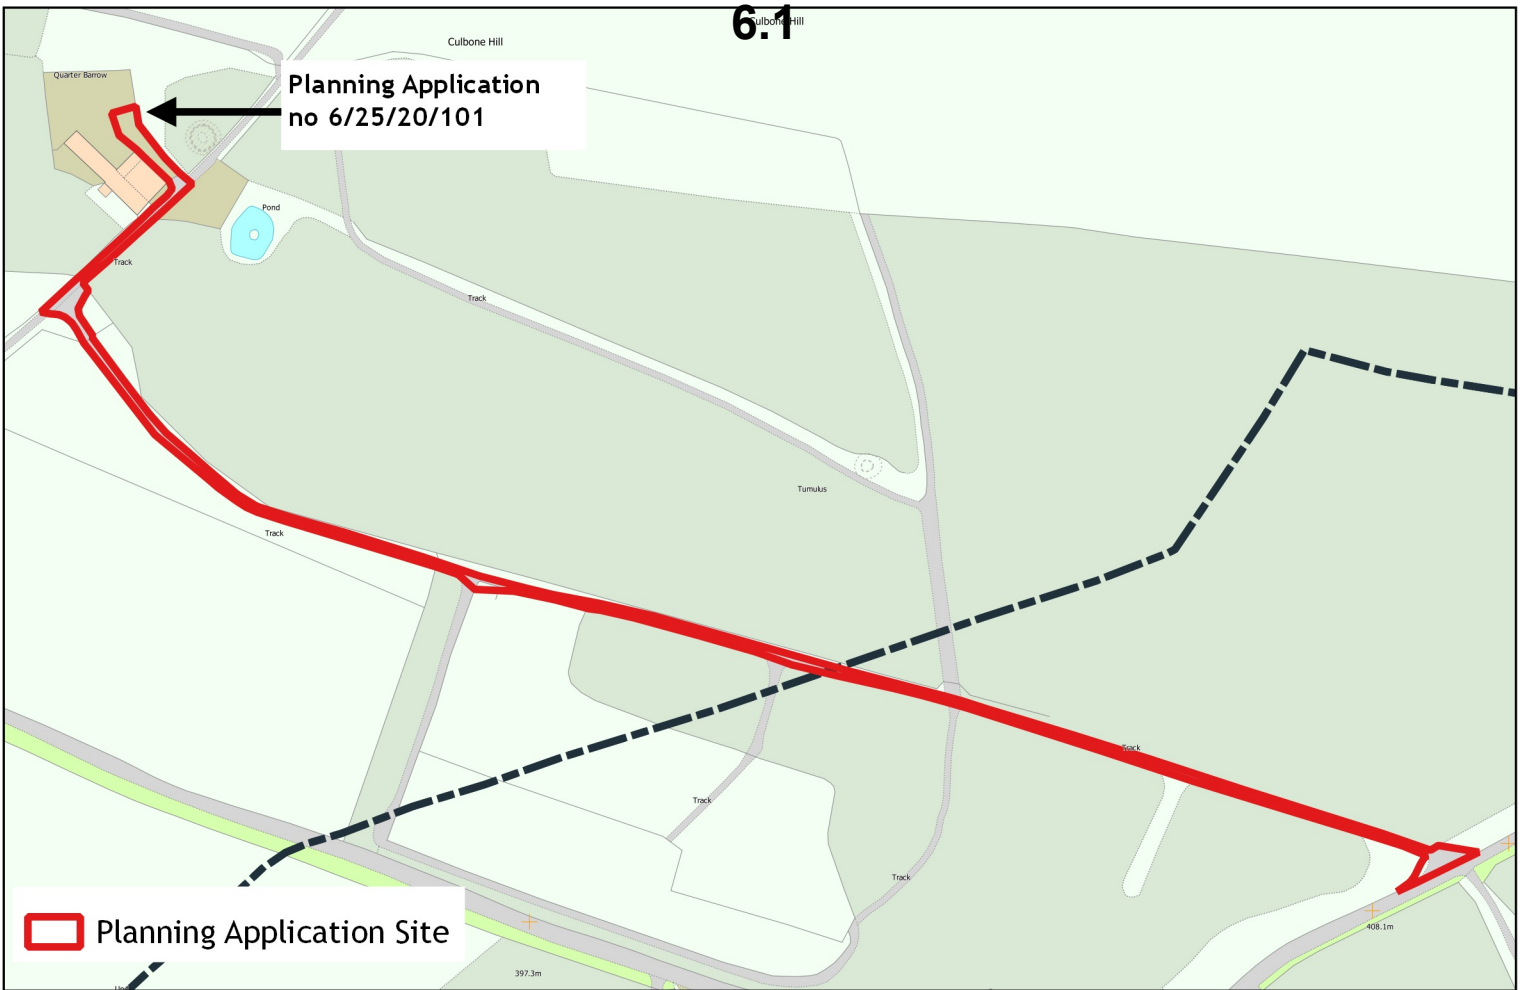 6.1
Culbone Hill
Culbone Hill
Quarter Barrow
Planning Application
no 6/25/20/101
Pond
Track
Track
Tumulus
Track
Track
Track
Track
Planning Application Site
408.1m
397.3m